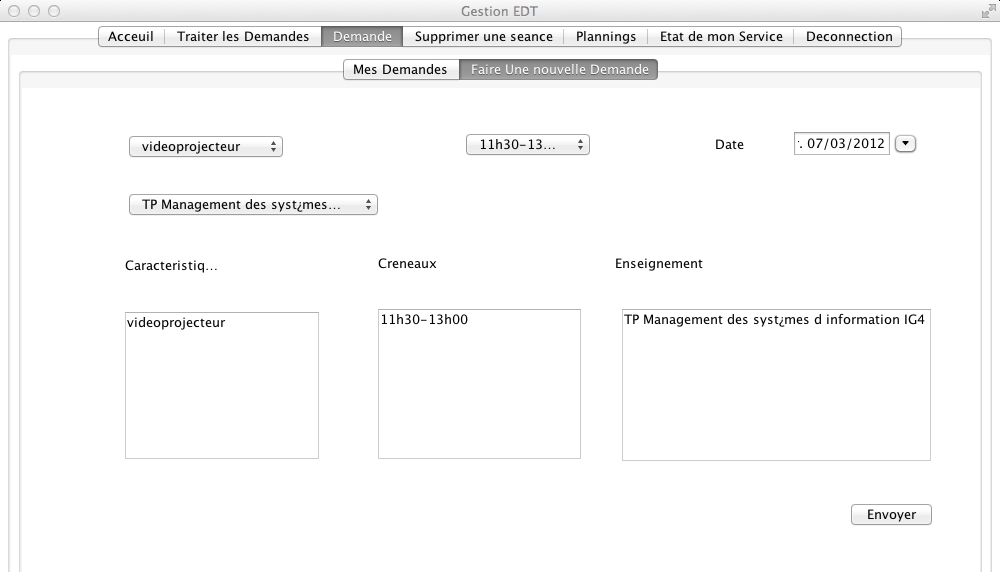 Gestion EDT
Acceuil Traiter les Demandes Demande Supprimer une seance Plannings Etat de mon Service Deconnection
Mes Demandes Faire Une nouvelle Demande
videoprojecteur 11h30-13... Date . 07/03/2012
TP Management des syst¿mes...
Caracteristiq... Creneaux Enseignement
videoprojecteur 11h30-13h00 TP Management des syst¿mes d information IG4
Envoyer